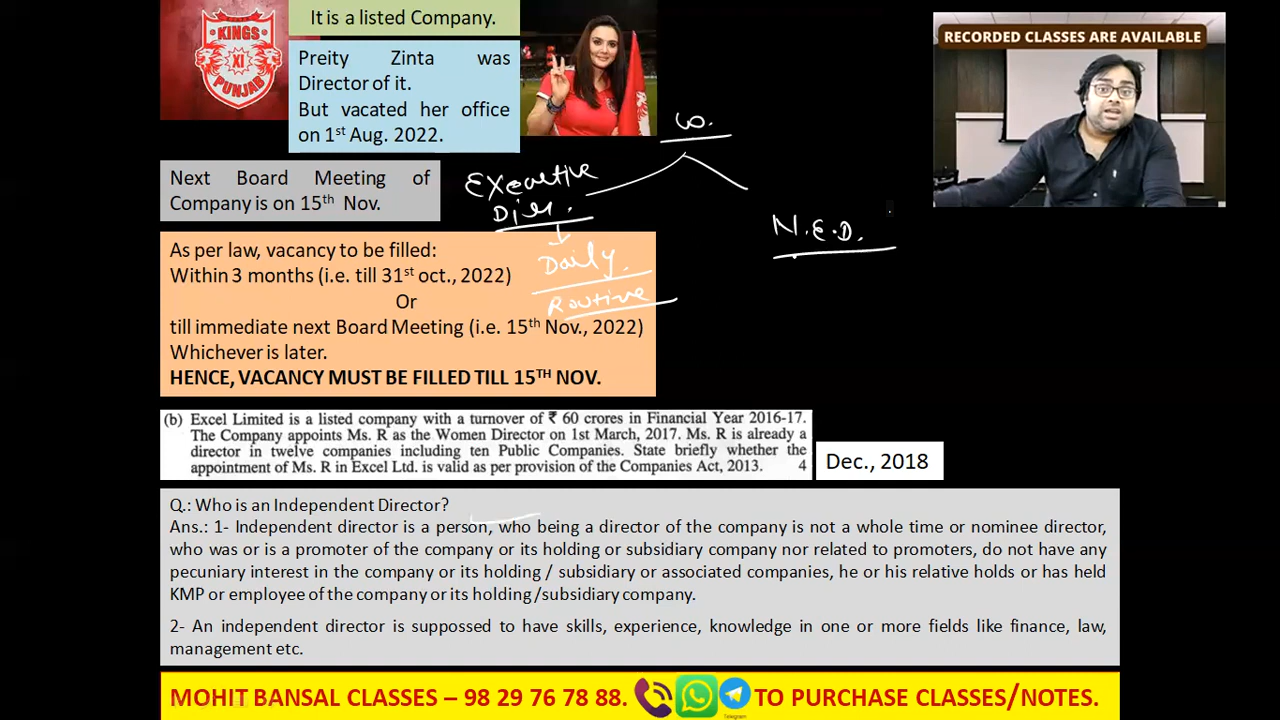 KINGS
XI
PUNJAB
It is a listed Company.
Preity Zinta was
Director of it.
But vacated her office
on 1st Aug. 2022.
RECORDED CLASSES ARE AVAILABLE
Co.
Executive
Dir.
N.E.D.
Daily
Routine
Next Board Meeting of
Company is on 15th Nov.
As per law, vacancy to be filled:
Within 3 months (i.e. till 31st oct., 2022)
Or
till immediate next Board Meeting (i.e. 15th Nov., 2022)
Whichever is later.
HENCE, VACANCY MUST BE FILLED TILL 15TH NOV.
(b) Excel Limited is a listed company with a turnover of ₹ 60 crores in Financial Year 2016-17.
The Company appoints Ms. R as the Women Director on 1st March, 2017. Ms. R is already a
director in twelve companies including ten Public Companies. State briefly whether the
appointment of Ms. R in Excel Ltd. is valid as per provision of the Companies Act, 2013. 4
Dec., 2018
Q.: Who is an Independent Director?
Ans.: 1- Independent director is a person, who being a director of the company is not a whole time or nominee director,
who was or is a promoter of the company or its holding or subsidiary company nor related to promoters, do not have any
pecuniary interest in the company or its holding / subsidiary or associated companies, he or his relative holds or has held
KMP or employee of the company or its holding/subsidiary company.
2- An independent director is suppossed to have skills, experience, knowledge in one or more fields like finance, law,
management etc.
MOHIT BANSAL CLASSES – 98 29 76 78 88. TO PURCHASE CLASSES/NOTES.
Telegram